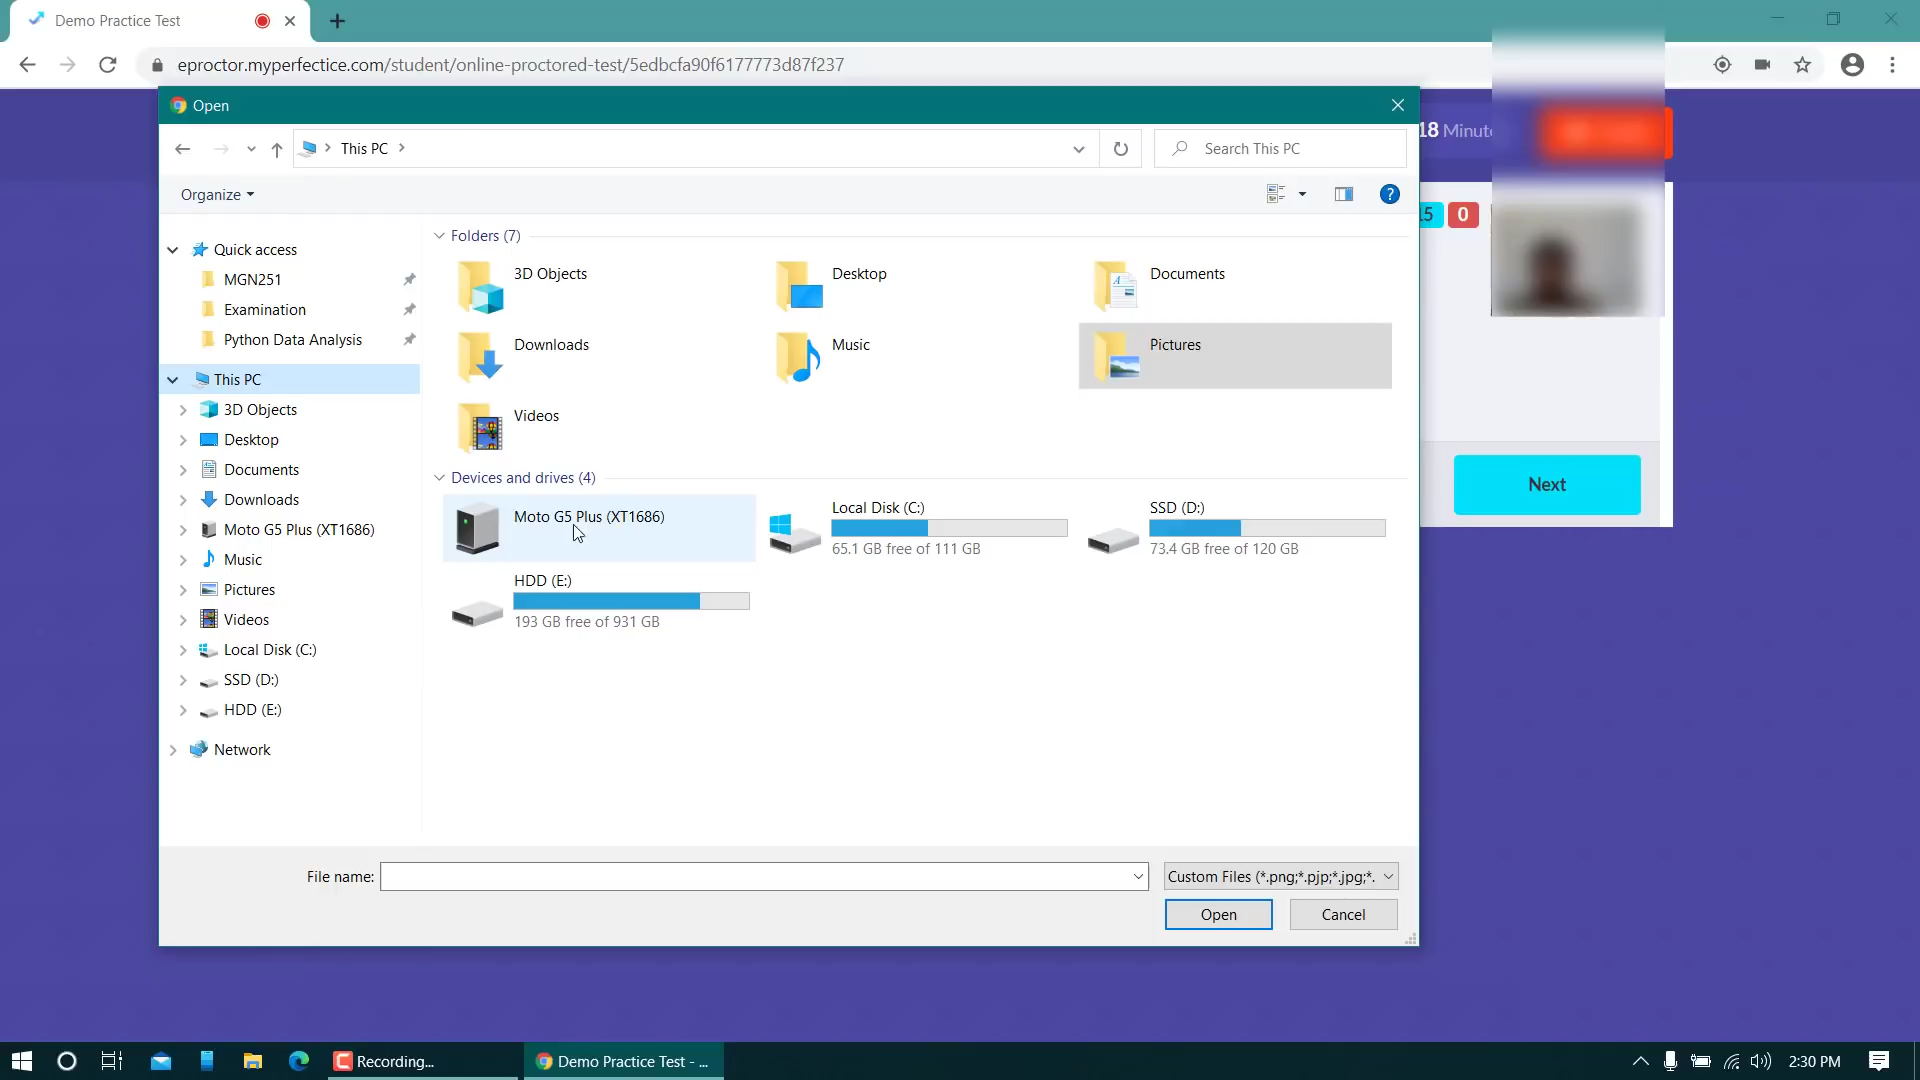 Demo Practice Test
eproctor.myperfectice.com/student/online-proctored-test/5edbcfa90f6177773d87f237
Open
This PC
Search This PC
18 Minut
Organize
5 0
Quick access
MGN251
Examination
Python Data Analysis
This PC
3D Objects
Desktop
Documents
Downloads
Moto G5 Plus (XT1686)
Music
Pictures
Videos
Local Disk (C:)
SSD (D:)
HDD (E:)
Network
Folders (7)
3D Objects
Desktop
Documents
Downloads
Music
Pictures
Videos
Devices and drives (4)
Moto G5 Plus (XT1686)
Local Disk (C:)
65.1 GB free of 111 GB
SSD (D:)
73.4 GB free of 120 GB
HDD (E:)
193 GB free of 931 GB
Next
File name:
Custom Files (*.png;*.pjp;*.jpg;*.
Open
Cancel
Recording...
Demo Practice Test - ...
2:30 PM